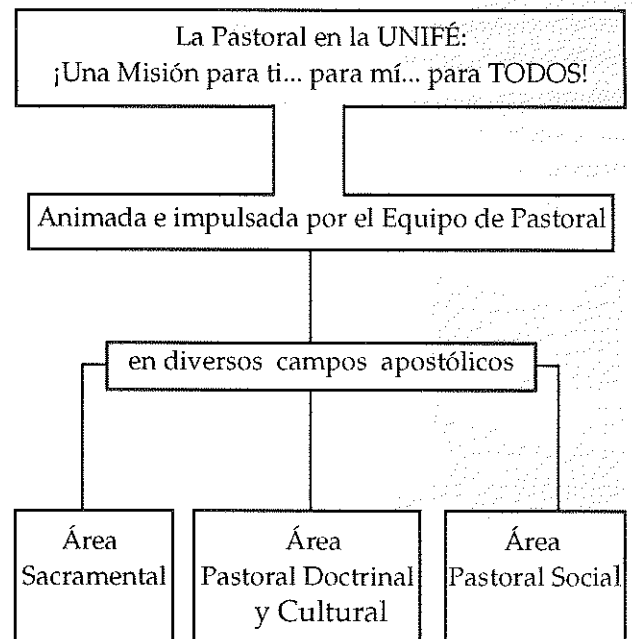 La Pastoral en la UNIFÉ:
¡Una Misión para ti... para mí... para TODOS!
Animada e impulsada por el Equipo de Pastoral
en diversos campos apostólicos
Área
Sacramental
Área
Pastoral Doctrinal
y Cultural
Área
Pastoral Social